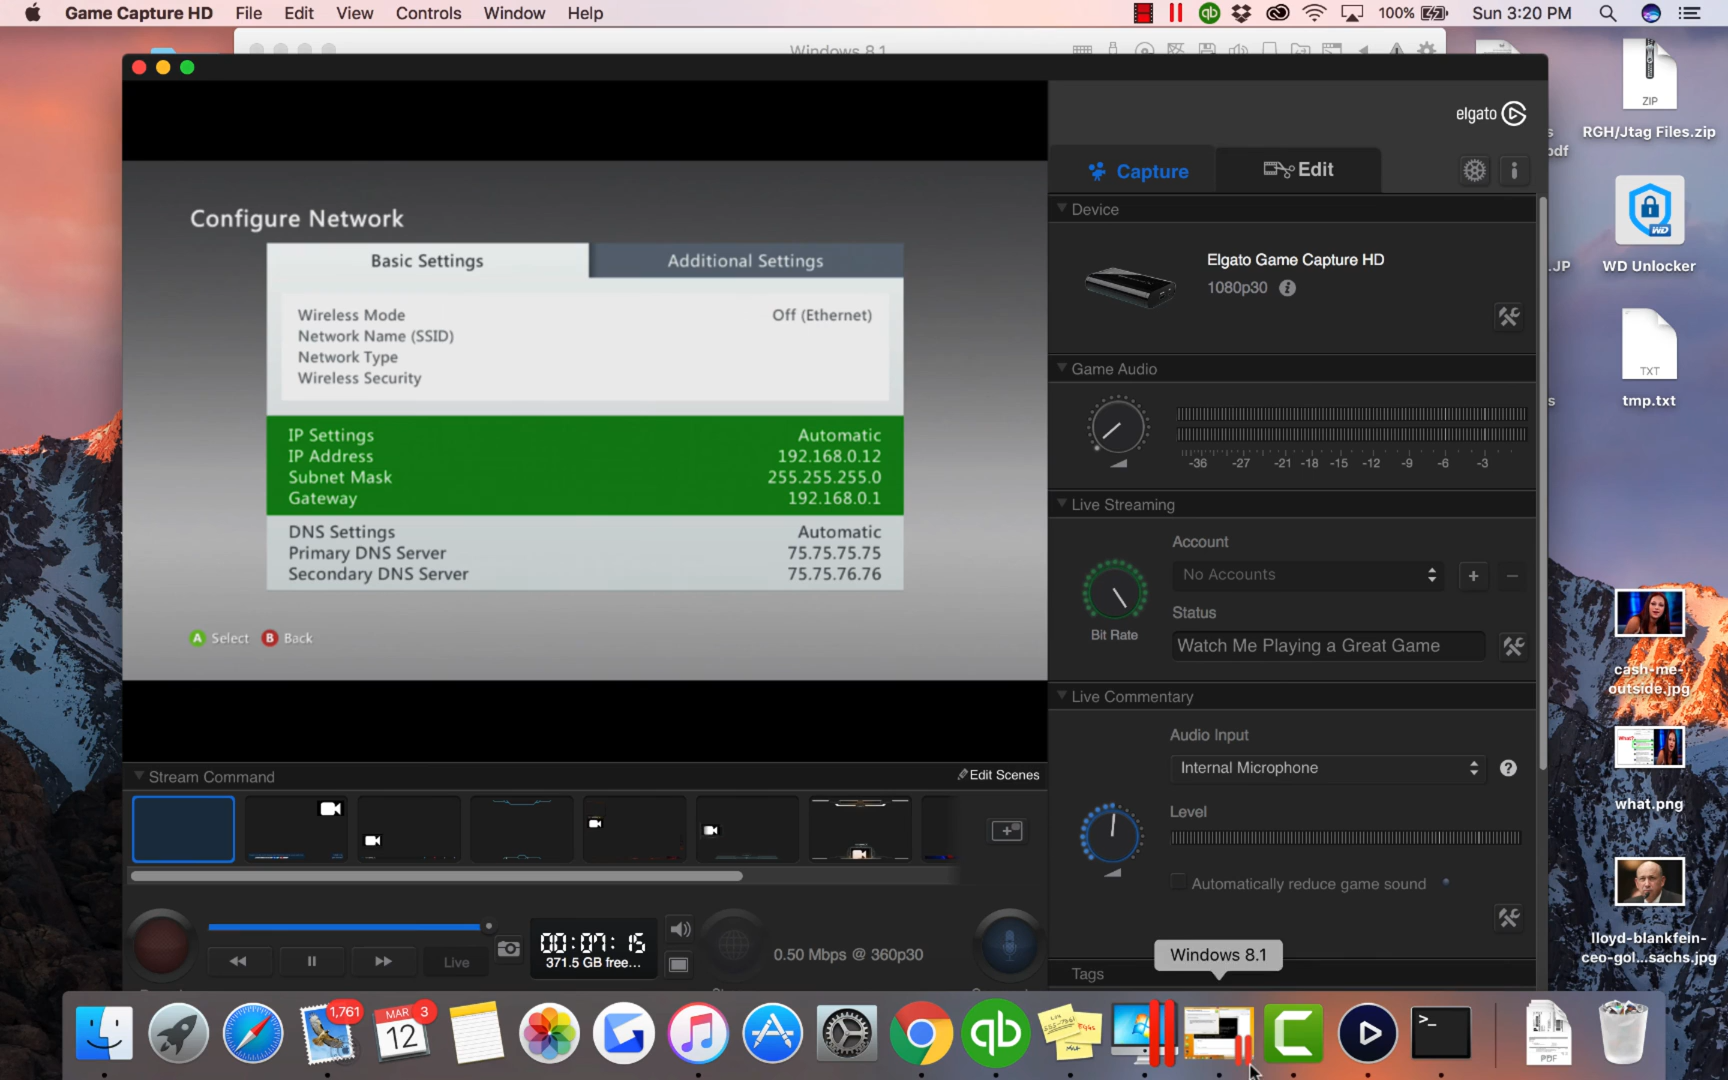 Game Capture HD File Edit View Controls Window Help
100% Sun 3:20 PM
Windows 8.1
elgato
Capture
Edit
Device
Elgato Game Capture HD
1080p30
Game Audio
-36 -27 -21 -18 -15 -12 -9 -6 -3
Live Streaming
Account
No Accounts
Status
Bit Rate
Watch Me Playing a Great Game
Live Commentary
Audio Input
Internal Microphone
Level
Automatically reduce game sound
Tags
Configure Network
Basic Settings
Additional Settings
Wireless Mode Off (Ethernet)
Network Name (SSID)
Network Type
Wireless Security
IP Settings Automatic
IP Address 192.168.0.12
Subnet Mask 255.255.255.0
Gateway 192.168.0.1
DNS Settings Automatic
Primary DNS Server 75.75.75.75
Secondary DNS Server 75.75.76.76
A Select B Back
Stream Command
Edit Scenes
Live
00:07:15
371.5 GB free...
0.50 Mbps @ 360p30
Windows 8.1
ZIP
RGH/Jtag Files.zip
WD
WD Unlocker
TXT
tmp.txt
cash-me-
outside.jpg
What?
what.png
lloyd-blankfein-
ceo-gol...sachs.jpg
s
pdf
.JP
s
1,761
MAR 3
12
qb
>_
PDF